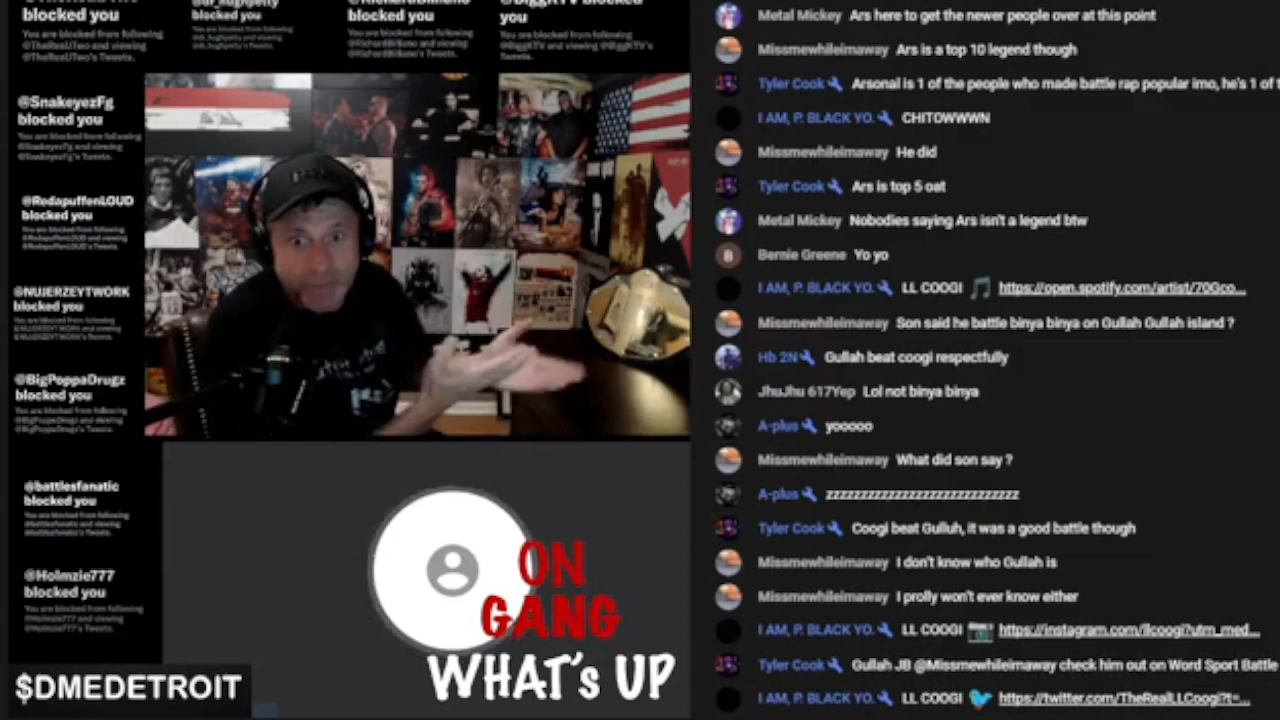 blocked you
blocked you
blocked you
you
@SnakeyezFg
blocked you
@RedapuffenLOUD
blocked you
@NUJERZEYTWORK
blocked you
@BigPoppaDrugz
blocked you
@battlesfanatic
blocked you
@Holmzie777
blocked you
$DMEDETROIT
ON
GANG
WHAT's UP
Metal Mickey Ars here to get the newer people over at this point
Missmewhileimaway Ars is a top 10 legend though
Tyler Cook Arsonal is 1 of the people who made battle rap popular imo, he's 1 of
I AM, P. BLACK YO. CHITOWWWN
Missmewhileimaway He did
Tyler Cook Ars is top 5 oat
Metal Mickey Nobodies saying Ars isn't a legend btw
B Bernie Greene Yo yo
I AM, P. BLACK YO. LL COOGI 🎵 https://open.spotify.com/artist/70Gco...
Missmewhileimaway Son said he battle binya binya on Gullah Gullah island ?
Hb 2N Gullah beat coogi respectfully
JhuJhu 617Yep Lol not binya binya
A-plus yooooo
Missmewhileimaway What did son say ?
A-plus zzzzzzzzzzzzzzzzzzzzzzzzzzzz
Tyler Cook Coogi beat Gulluh, it was a good battle though
Missmewhileimaway I don't know who Gullah is
Missmewhileimaway I prolly won't ever know either
I AM, P. BLACK YO. LL COOGI 📷 https://instagram.com/llcoogi?utm_med...
Tyler Cook Gullah JB @Missmewhileimaway check him out on Word Sport Battle
I AM, P. BLACK YO. LL COOGI 🐦 https://twitter.com/TheRealLLCoogi?t=...